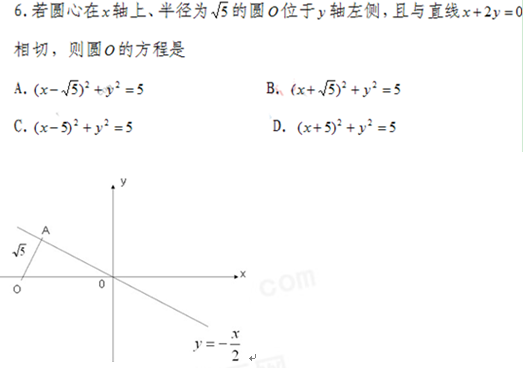 6.若圆心在x轴上、半径为√5的圆O位于y轴左侧,且与直线x+2y=0
相切,则圆O的方程是
A. (x−√5)²+y²=5 B. (x+√5)²+y²=5
C. (x−5)²+y²=5 D. (x+5)²+y²=5
y
A
√5
x
O 0
com
y=−x/2